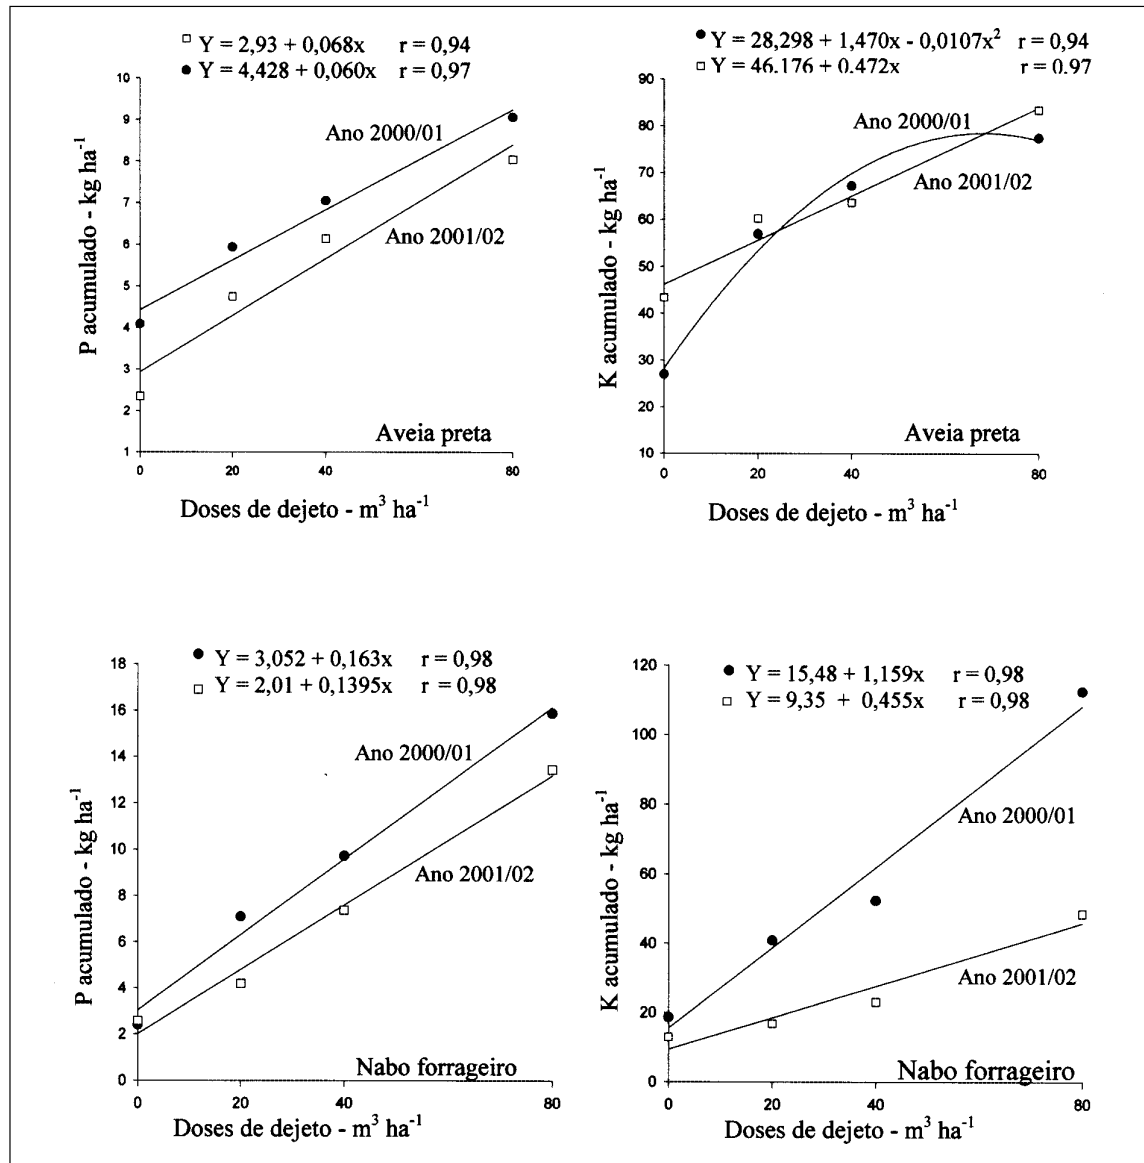 Y = 2,93 + 0,068x r = 0,94
Y = 4,428 + 0,060x r = 0,97
10
9
8
7
6
5
4
3
2
1
P acumulado - kg ha-1
Ano 2000/01
Ano 2001/02
Aveia preta
0 20 40 80
Doses de dejeto - m3 ha-1
Y = 28,298 + 1,470x - 0,0107x2 r = 0,94
Y = 46,176 + 0,472x r = 0,97
90
80
70
60
50
40
30
20
10
K acumulado - kg ha-1
Ano 2000/01
Ano 2001/02
Aveia preta
0 20 40 80
Doses de dejeto - m3 ha-1
Y = 3,052 + 0,163x r = 0,98
Y = 2,01 + 0,1395x r = 0,98
18
16
14
12
10
8
6
4
2
0
P acumulado - kg ha-1
Ano 2000/01
Ano 2001/02
Nabo forrageiro
0 20 40 80
Doses de dejeto - m3 ha-1
Y = 15,48 + 1,159x r = 0,98
Y = 9,35 + 0,455x r = 0,98
120
100
80
60
40
20
0
K acumulado - kg ha-1
Ano 2000/01
Ano 2001/02
Nabo forrageiro
0 20 40 80
Doses de dejeto - m3 ha-1